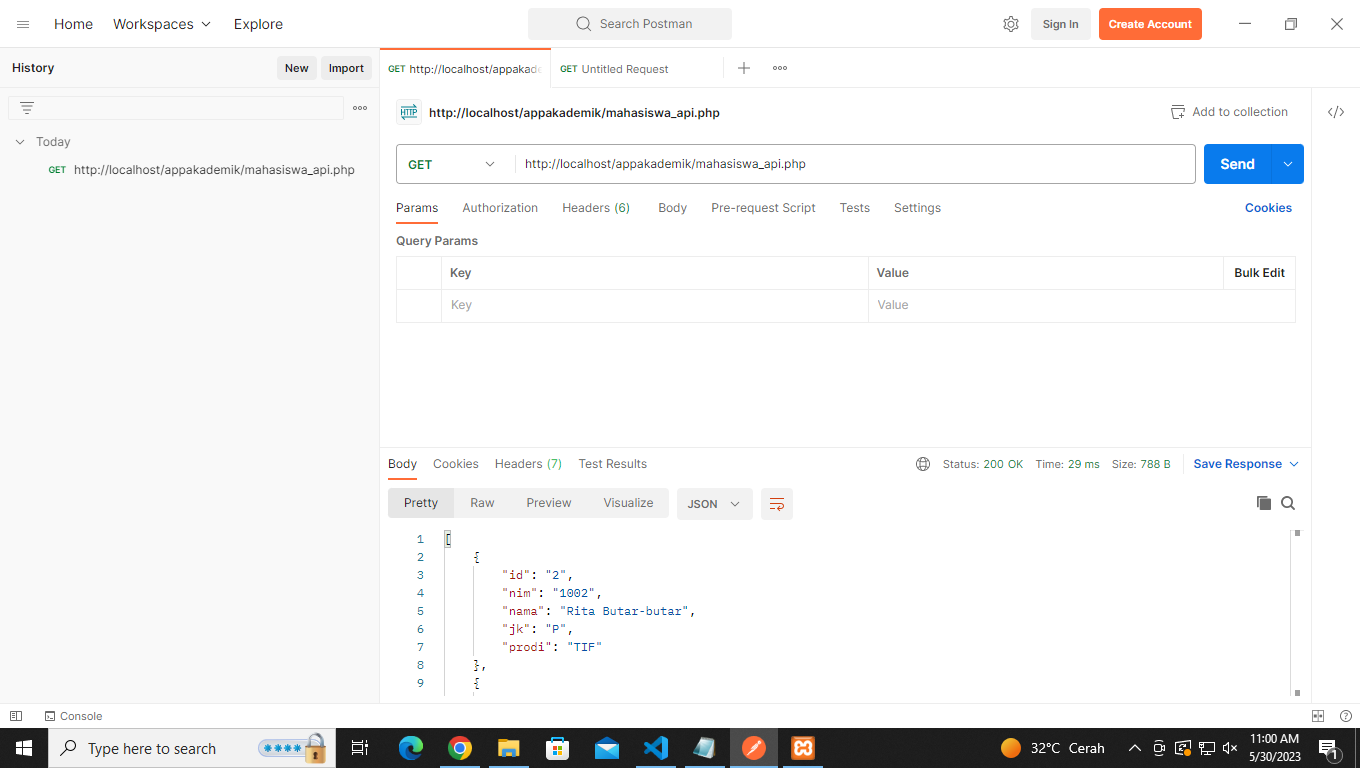 Home Workspaces Explore Search Postman Sign In Create Account
History New Import
GET http://localhost/appakade GET Untitled Request
HTTP http://localhost/appakademik/mahasiswa_api.php Add to collection
Today
GET http://localhost/appakademik/mahasiswa_api.php
GET http://localhost/appakademik/mahasiswa_api.php Send
Params Authorization Headers (6) Body Pre-request Script Tests Settings Cookies
Query Params
Key Value Bulk Edit
Key Value
Body Cookies Headers (7) Test Results Status: 200 OK Time: 29 ms Size: 788 B Save Response
Pretty Raw Preview Visualize JSON
1 [
2 {
3 "id": "2",
4 "nim": "1002",
5 "nama": "Rita Butar-butar",
6 "jk": "P",
7 "prodi": "TIF"
8 },
9 {
Console
Type here to search 32°C Cerah 11:00 AM
5/30/2023 1